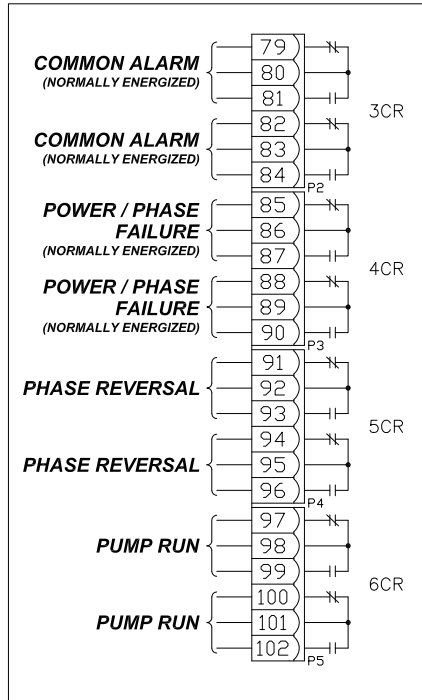 79
COMMON ALARM
80
(NORMALLY ENERGIZED)
81
3CR
82
COMMON ALARM
83
(NORMALLY ENERGIZED)
84
P2
85
POWER / PHASE
FAILURE
86
(NORMALLY ENERGIZED)
87
4CR
88
POWER / PHASE
FAILURE
89
(NORMALLY ENERGIZED)
90
P3
91
PHASE REVERSAL
92
93
5CR
94
PHASE REVERSAL
95
96
P4
97
PUMP RUN
98
99
6CR
100
PUMP RUN
101
102
P5